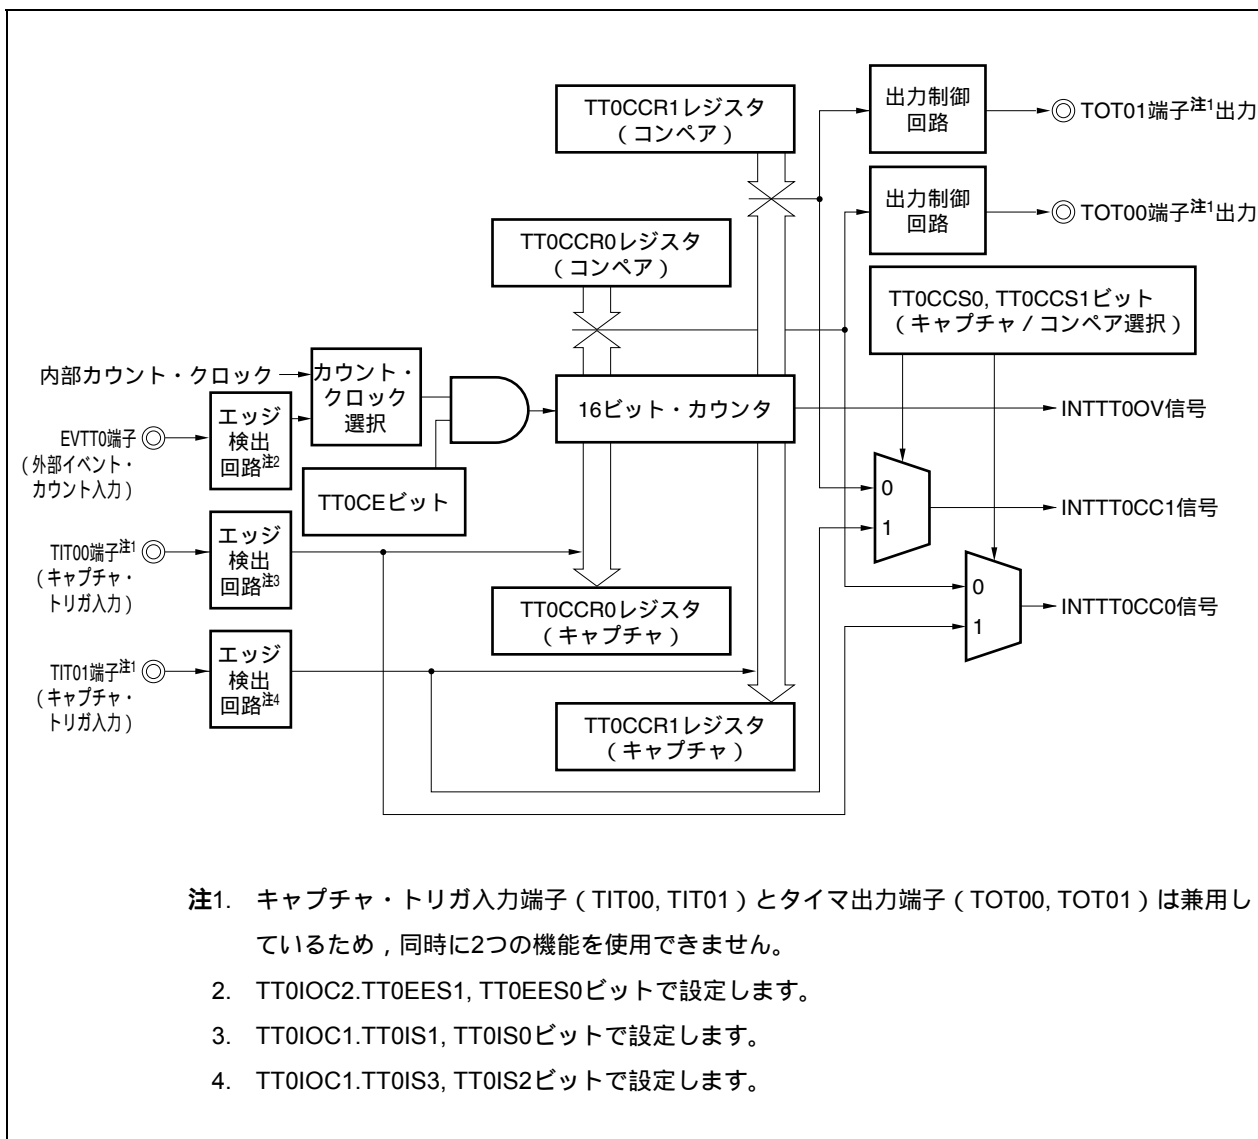 TT0CCR1レジスタ
（コンペア）
出力制御
回路
TOT01端子注1出力
出力制御
回路
TOT00端子注1出力
TT0CCR0レジスタ
（コンペア）
TT0CCS0, TT0CCS1ビット
（キャプチャ／コンペア選択）
内部カウント・クロック
カウント・
クロック
選択
16ビット・カウンタ
INTTT0OV信号
EVTT0端子
（外部イベント・
カウント入力）
エッジ
検出
回路注2
TT0CEビット
0
1
INTTT0CC1信号
TIT00端子注1
（キャプチャ・
トリガ入力）
エッジ
検出
回路注3
TT0CCR0レジスタ
（キャプチャ）
0
1
INTTT0CC0信号
TIT01端子注1
（キャプチャ・
トリガ入力）
エッジ
検出
回路注4
TT0CCR1レジスタ
（キャプチャ）
注1. キャプチャ・トリガ入力端子（TIT00, TIT01）とタイマ出力端子（TOT00, TOT01）は兼用し
ているため，同時に2つの機能を使用できません。
2. TT0IOC2.TT0EES1, TT0EES0ビットで設定します。
3. TT0IOC1.TT0IS1, TT0IS0ビットで設定します。
4. TT0IOC1.TT0IS3, TT0IS2ビットで設定します。